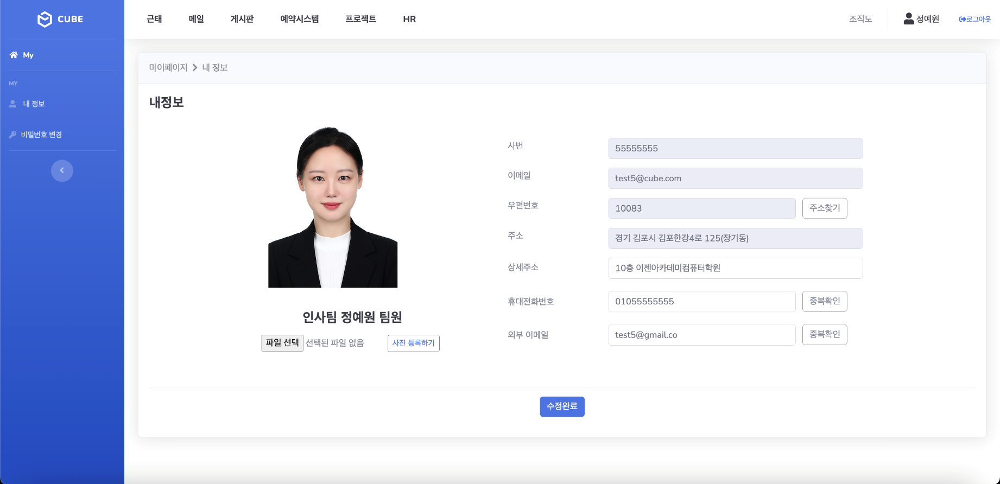 CUBE
근태 메일 게시판 예약시스템 프로젝트 HR 조직도 정예원 로그아웃
My
MY
내 정보
비밀번호 변경
마이페이지 내 정보
내정보
인사팀 정예원 팀원
파일 선택 선택된 파일 없음 사진 등록하기
사번 55555555
이메일 test5@cube.com
우편번호 10083 주소찾기
주소 경기 김포시 김포한강4로 125(장기동)
상세주소 10층 이젠아카데미컴퓨터학원
휴대전화번호 01055555555 중복확인
외부 이메일 test5@gmail.co 중복확인
수정완료